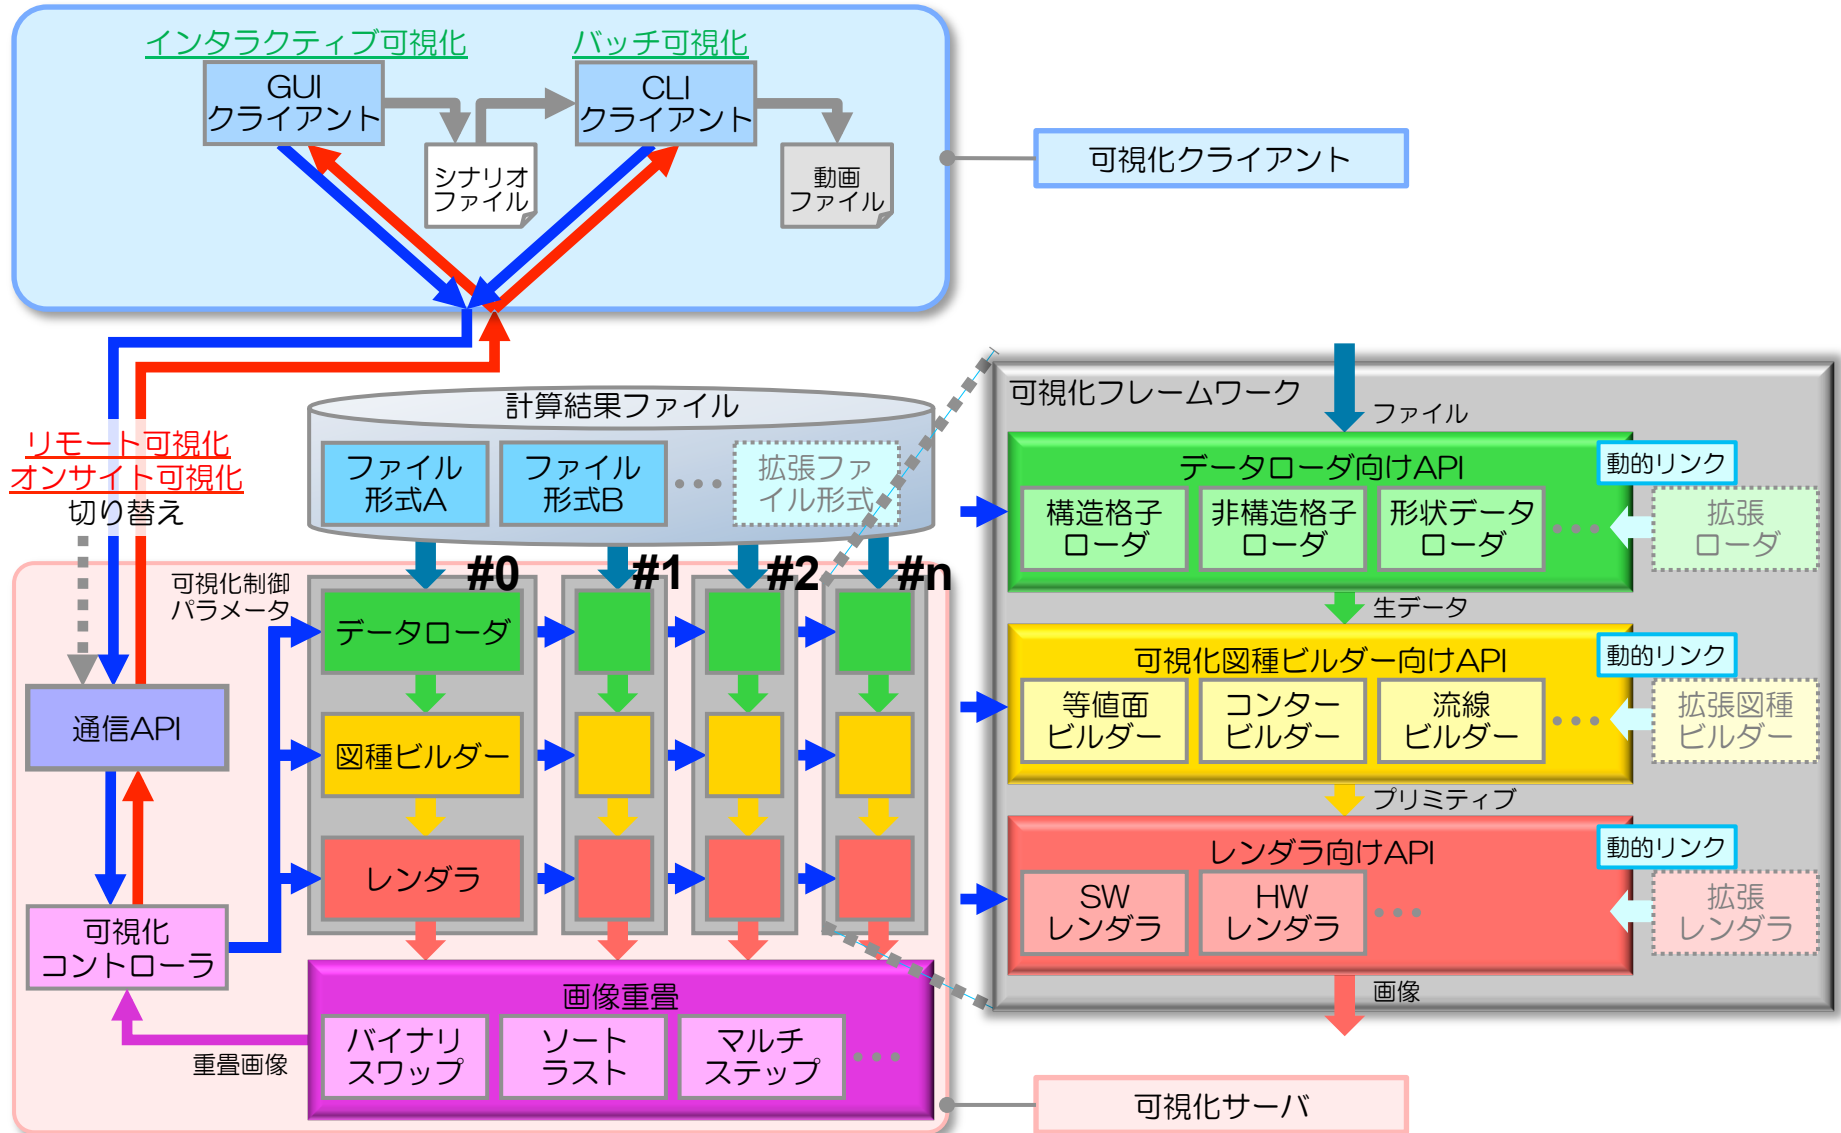 インタラクティブ可視化
バッチ可視化
GUI
クライアント
CLI
クライアント
シナリオ
ファイル
動画
ファイル
可視化クライアント
リモート可視化
オンサイト可視化
切り替え
計算結果ファイル
ファイル
形式A
ファイル
形式B
拡張ファ
イル形式
#0
#1
#2
#n
可視化制御
パラメータ
データローダ
図種ビルダー
レンダラ
通信API
可視化
コントローラ
重畳画像
画像重畳
バイナリ
スワップ
ソート
ラスト
マルチ
ステップ
可視化フレームワーク
ファイル
データローダ向けAPI
動的リンク
構造格子
ローダ
非構造格子
ローダ
形状データ
ローダ
拡張
ローダ
生データ
可視化図種ビルダー向けAPI
動的リンク
等値面
ビルダー
コンター
ビルダー
流線
ビルダー
拡張図種
ビルダー
プリミティブ
レンダラ向けAPI
動的リンク
SW
レンダラ
HW
レンダラ
拡張
レンダラ
画像
可視化サーバ